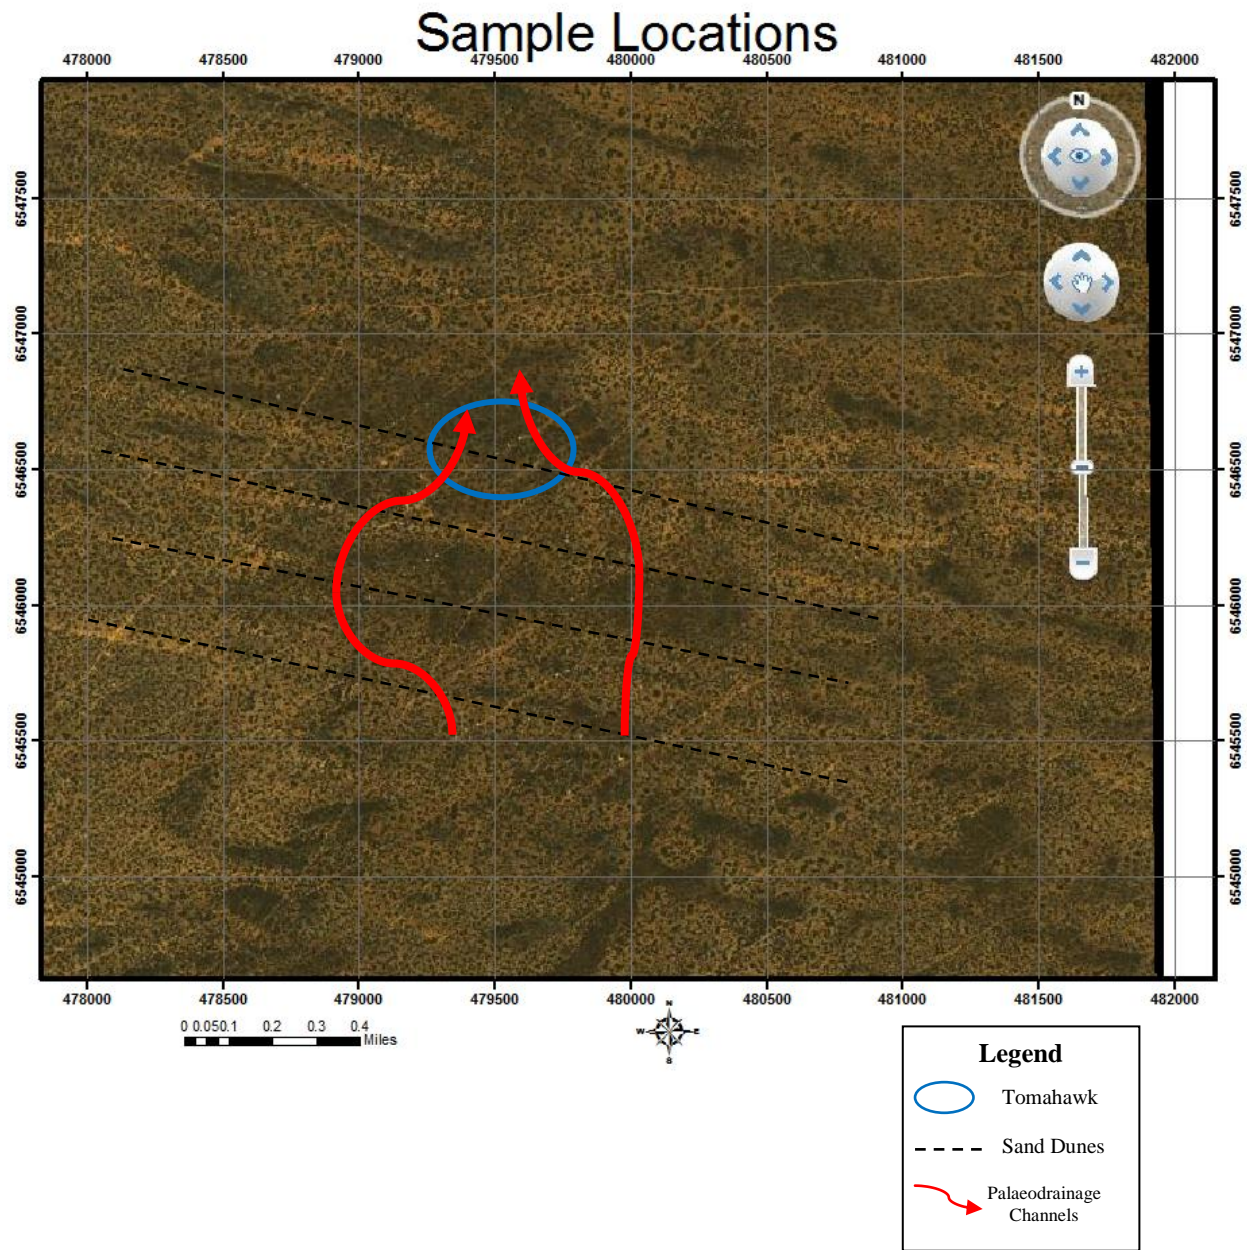 Sample Locations
478000 478500 479000 479500 480000 480500 481000 481500 482000
N
6547500 6547500
6547000 6547000
6546500 6546500
6546000 6546000
6545500 6545500
6545000 6545000
478000 478500 479000 479500 480000 480500 481000 481500 482000
0 0.050.1 0.2 0.3 0.4
Miles
N
W E
S
Legend
Tomahawk
Sand Dunes
Palaeodrainage
Channels